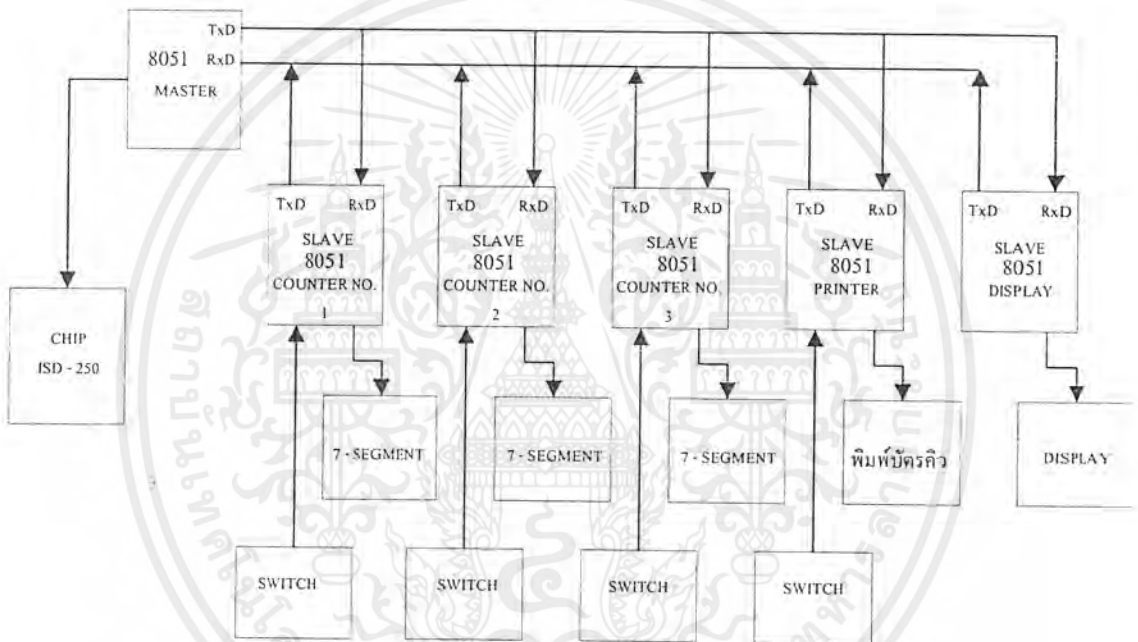 TxD
8051 RxD
MASTER
TxD RxD
SLAVE
8051
COUNTER NO.
1
TxD RxD
SLAVE
8051
COUNTER NO.
2
TxD RxD
SLAVE
8051
COUNTER NO.
3
TxD RxD
SLAVE
8051
PRINTER
TxD RxD
SLAVE
8051
DISPLAY
CHIP
ISD - 250
7 - SEGMENT
7 - SEGMENT
7 - SEGMENT
พิมพ์บัตรคิว
DISPLAY
SWITCH
SWITCH
SWITCH
SWITCH